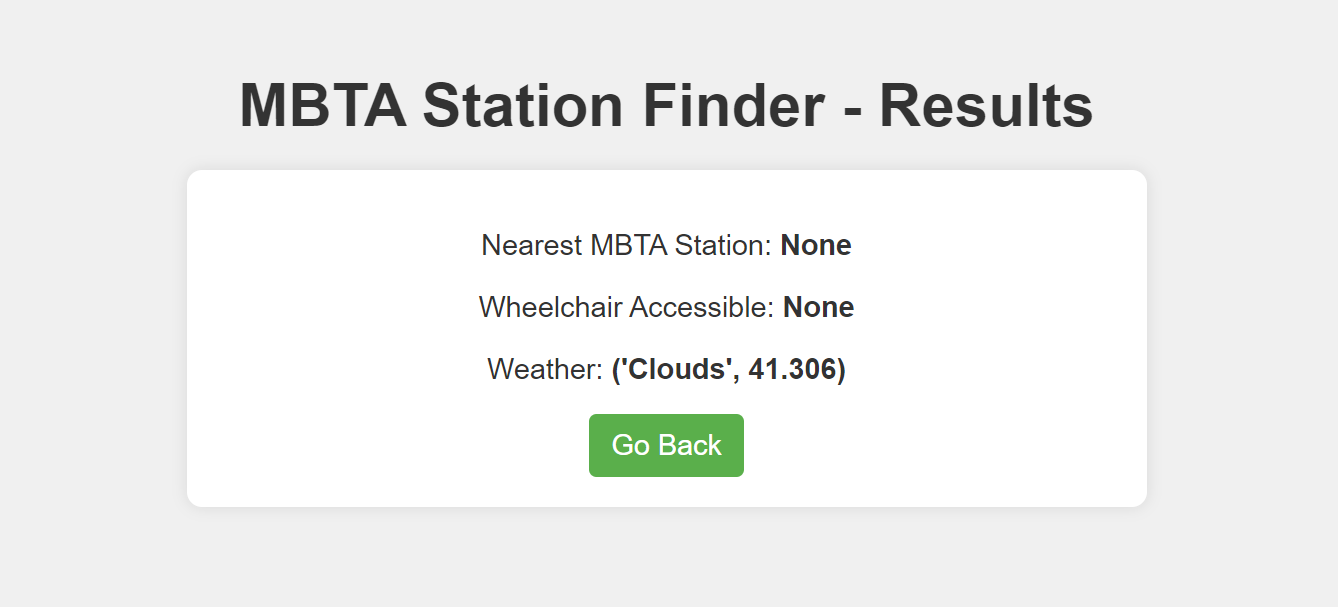 MBTA Station Finder - Results
Nearest MBTA Station: None
Wheelchair Accessible: None
Weather: ('Clouds', 41.306)
Go Back